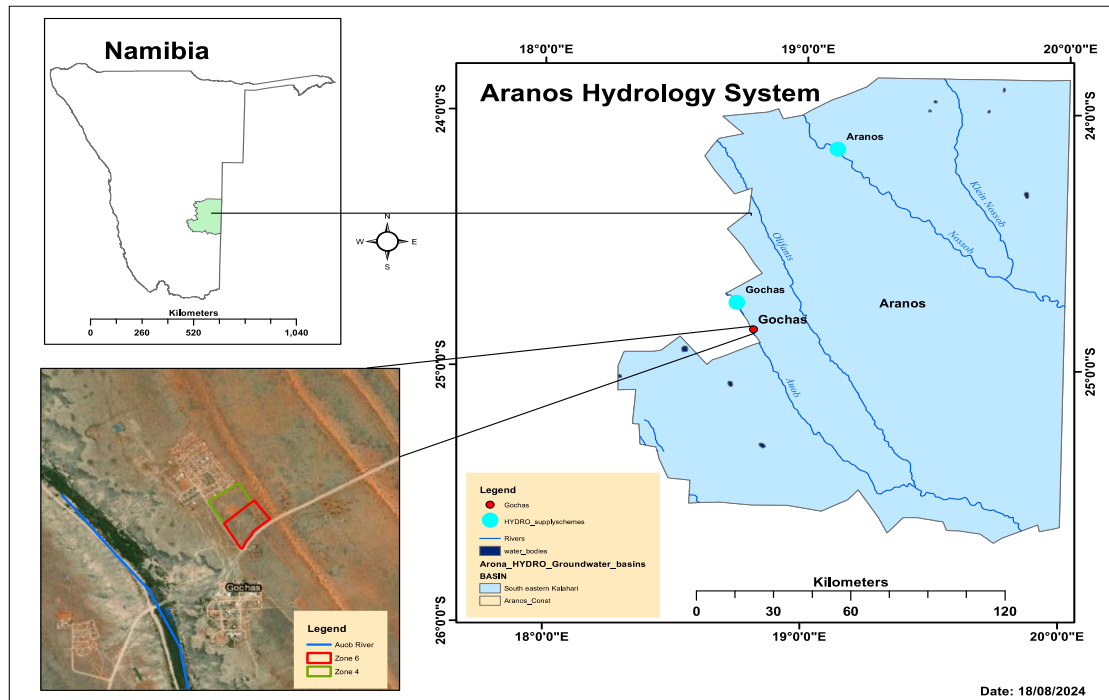 Namibia
N
W
E
S
Kilometers
0
260
520
1,040
18°0'0"E
19°0'0"E
20°0'0"E
Aranos Hydrology System
24°0'0"S
24°0'0"S
Aranos
Klein Nossob
Nossob
Olifants
Gochas
Aranos
Gochas
25°0'0"S
25°0'0"S
Auob
Legend
Gochas
HYDRO_supplyschemes
Rivers
water_bodies
Arona_HYDRO_Groundwater_basins
BASIN
South eastern Kalahari
Aranos_Const
Kilometers
0 15 30 60 90 120
26°0'0"S
18°0'0"E
19°0'0"E
20°0'0"E
Gochas
Legend
Auob River
Zone 6
Zone 4
Date: 18/08/2024